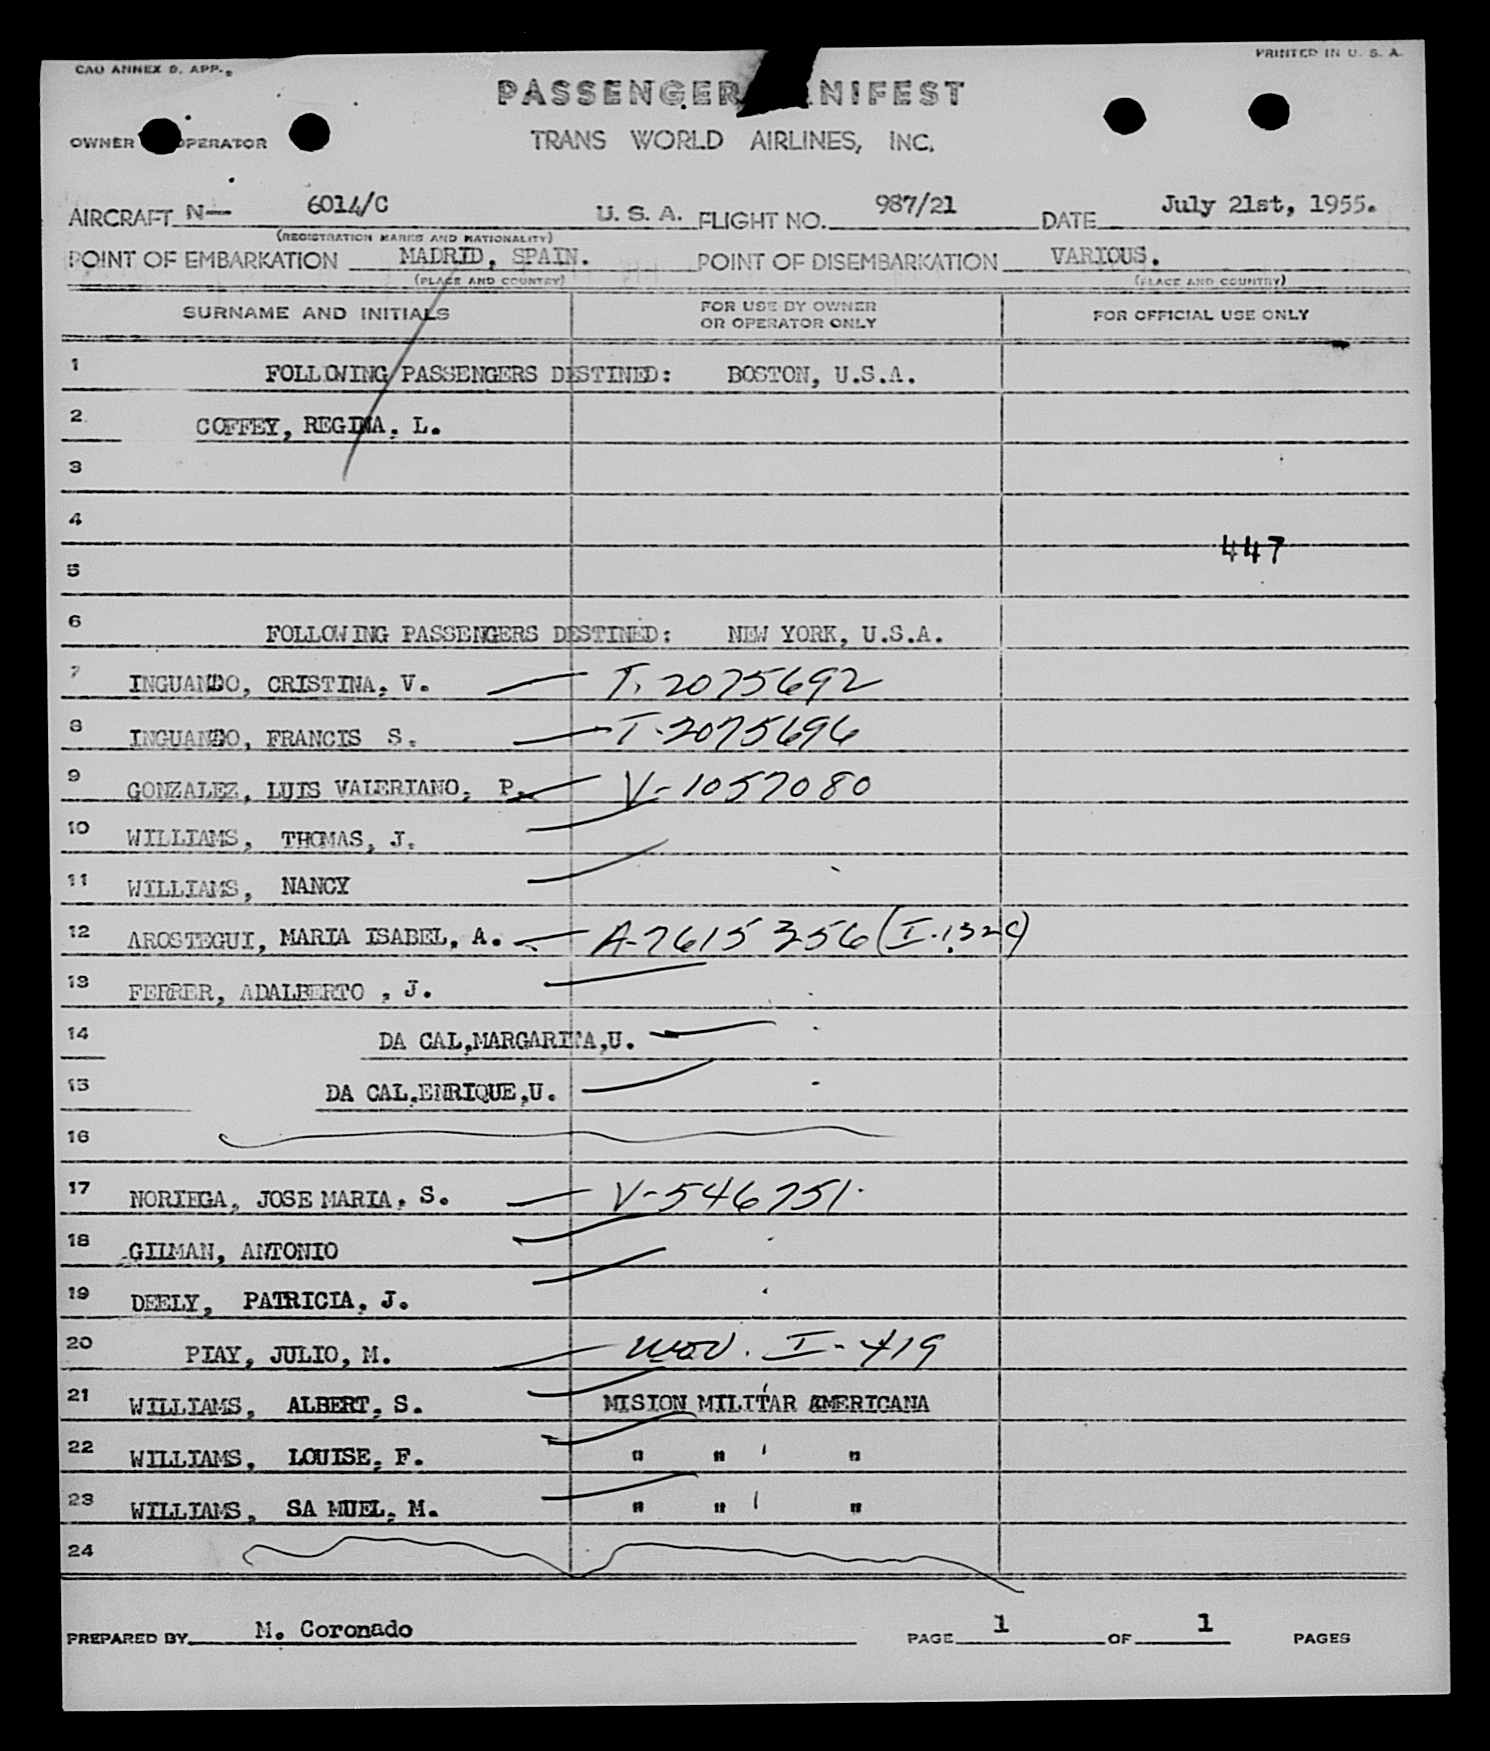 CAO ANNEX 9, APP.,
PRINTED IN U. S. A.
PASSENGER NIFEST
OWNER OPERATOR
TRANS WORLD AIRLINES, INC.
AIRCRAFT N— 6014/C U. S. A. FLIGHT NO. 987/21 DATE July 21st, 1955.
(REGISTRATION MARKS AND NATIONALITY)
POINT OF EMBARKATION MADRID, SPAIN. POINT OF DISEMBARKATION VARIOUS.
(PLACE AND COUNTRY) (PLACE AND COUNTRY)
SURNAME AND INITIALS FOR USE BY OWNER OR OPERATOR ONLY FOR OFFICIAL USE ONLY
1 FOLLOWING PASSENGERS DESTINED: BOSTON, U.S.A.
2 COFFEY, REGINA, L.
3
4
447
5
6 FOLLOWING PASSENGERS DESTINED: NEW YORK, U.S.A.
7 INGUANDO, CRISTINA, V. T. 2075692
8 INGUANDO, FRANCIS S. T-2075696
9 GONZALEZ, LUIS VALERIANO, P. V-1057080
10 WILLIAMS, THOMAS, J.
11 WILLIAMS, NANCY
12 AROSTEGUI, MARIA ISABEL, A. A-7615356 (I-132c)
13 FERRER, ADALBERTO , J.
14 DA CAL,MARGARITA,U.
15 DA CAL,ENRIQUE,U.
16
17 NORIEGA, JOSE MARIA, S. V-546751
18 GILMAN, ANTONIO
19 DEELY, PATRICIA, J.
20 PIAY, JULIO, M. I-419
21 WILLIAMS, ALBERT, S. MISION MILITAR AMERICANA
22 WILLIAMS, LOUISE, F. " " "
23 WILLIAMS, SA MUEL, M. " " "
24
PREPARED BY M. Coronado PAGE 1 OF 1 PAGES